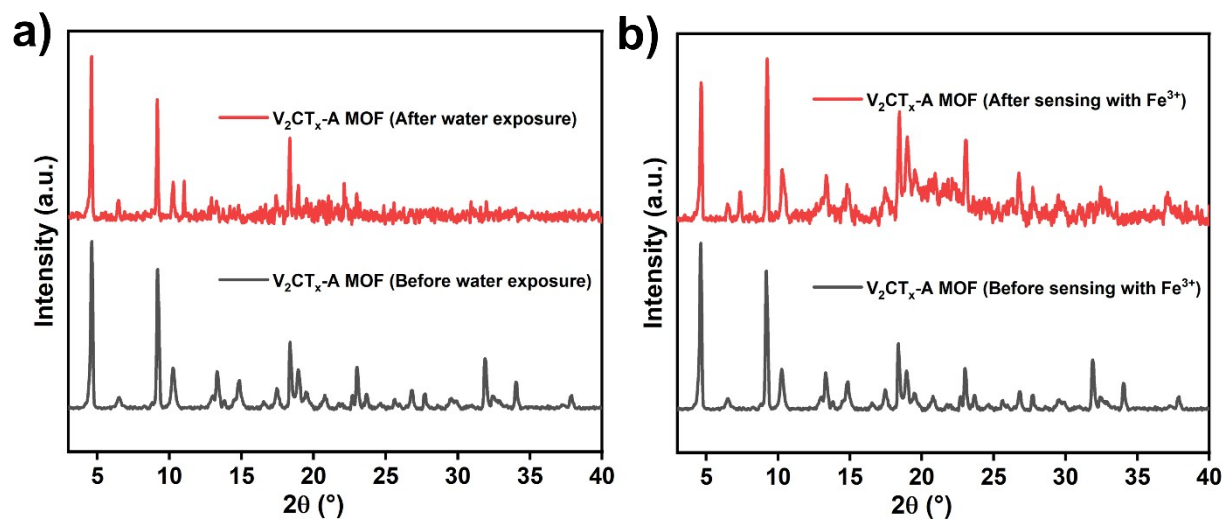 a)
Intensity (a.u.)
V₂CTₓ-A MOF (After water exposure)
V₂CTₓ-A MOF (Before water exposure)
5 10 15 20 25 30 35 40
2θ (°)
b)
Intensity (a.u.)
V₂CTₓ-A MOF (After sensing with Fe³⁺)
V₂CTₓ-A MOF (Before sensing with Fe³⁺)
5 10 15 20 25 30 35 40
2θ (°)